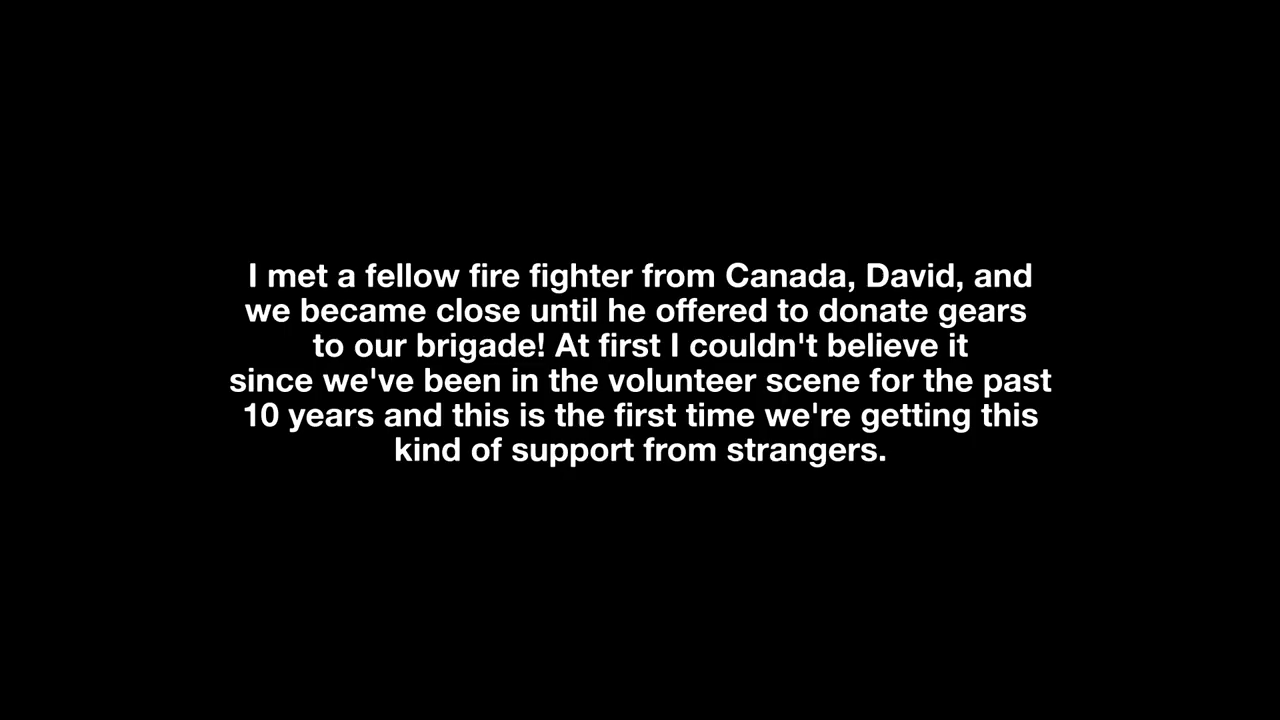 I met a fellow fire fighter from Canada, David, and
we became close until he offered to donate gears
to our brigade! At first I couldn't believe it
since we've been in the volunteer scene for the past
10 years and this is the first time we're getting this
kind of support from strangers.